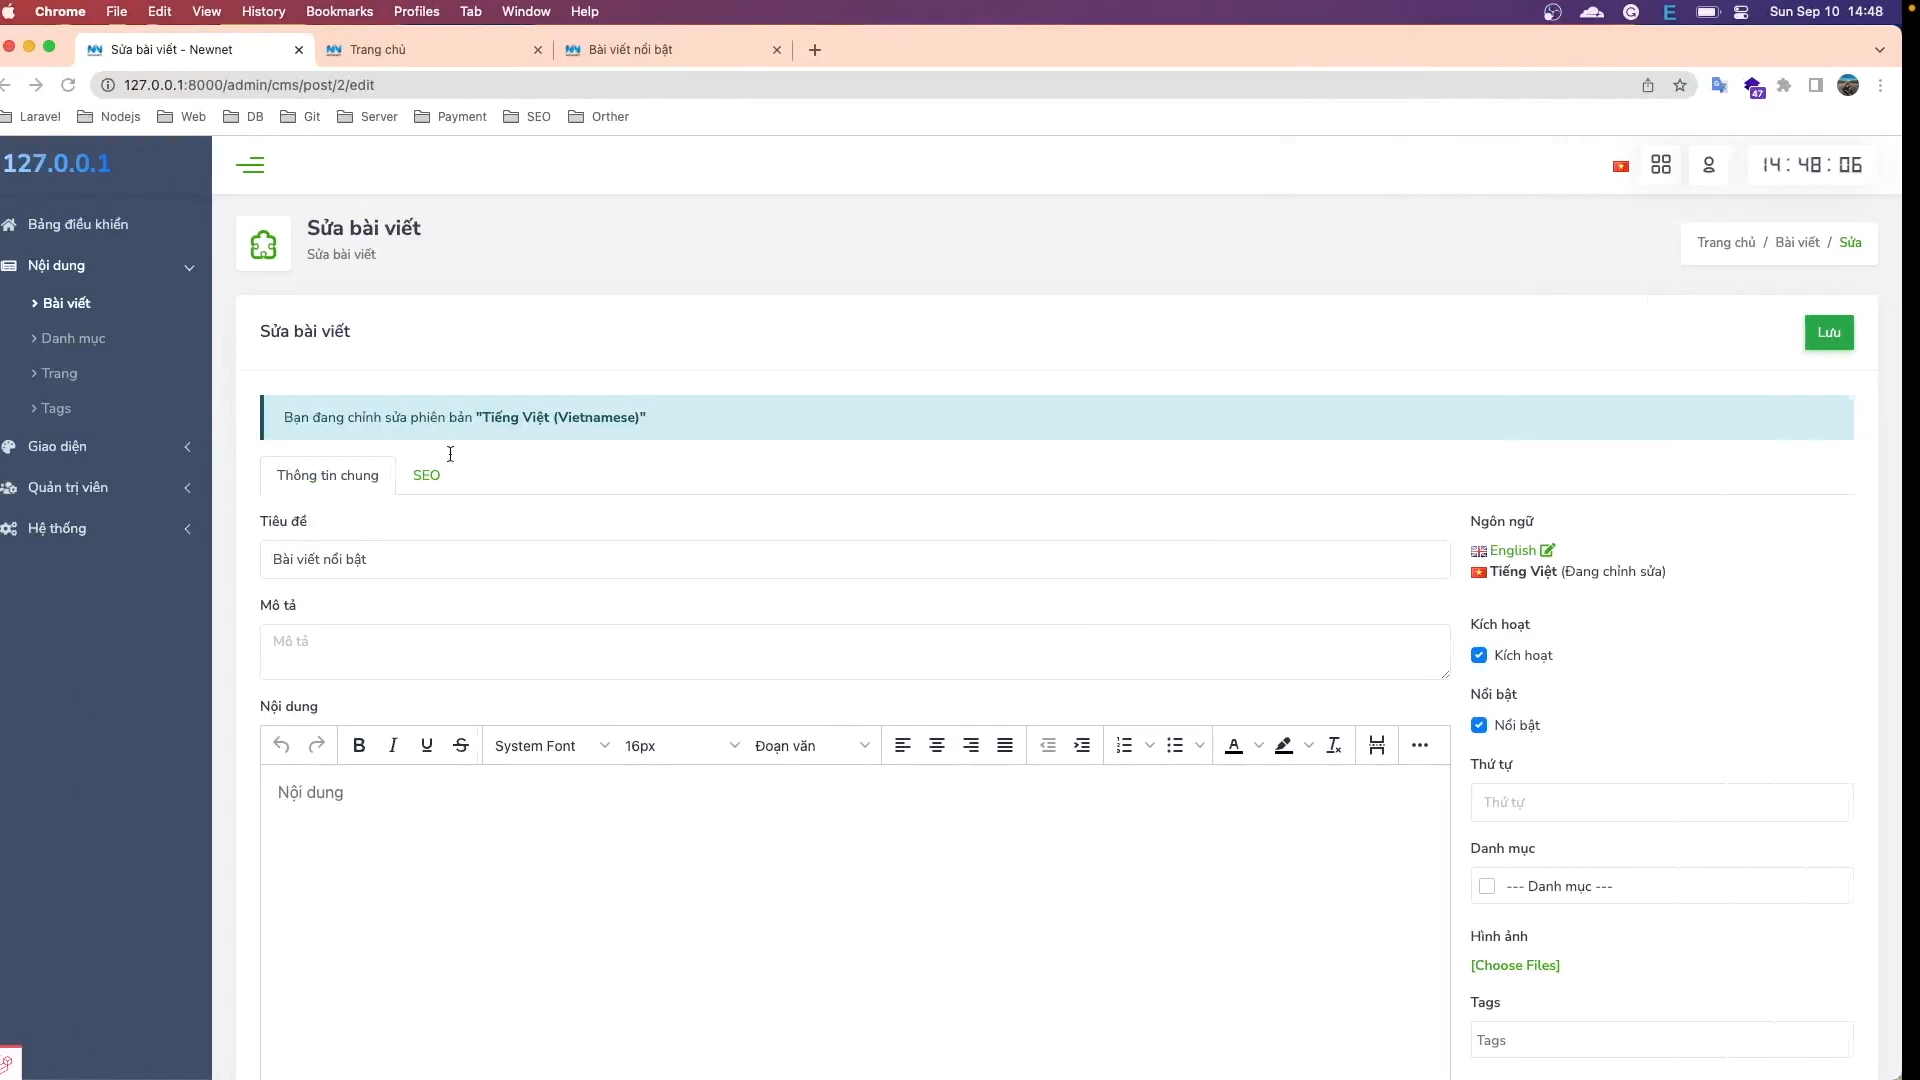 Chrome File Edit View History Bookmarks Profiles Tab Window Help
Sun Sep 10 14:48
Sửa bài viết - Newnet
Trang chủ
Bài viết nổi bật
127.0.0.1:8000/admin/cms/post/2/edit
47
Laravel Nodejs Web DB Git Server Payment SEO Orther
127.0.0.1
14:48:06
Bảng điều khiển
Nội dung
Bài viết
Danh mục
Trang
Tags
Giao diện
Quản trị viên
Hệ thống
Sửa bài viết
Sửa bài viết
Trang chủ / Bài viết / Sửa
Sửa bài viết
Lưu
Bạn đang chỉnh sửa phiên bản "Tiếng Việt (Vietnamese)"
Thông tin chung
SEO
Tiêu đề
Bài viết nổi bật
Mô tả
Mô tả
Nội dung
B I U S System Font 16px Đoạn văn
Nội dung
Ngôn ngữ
English
Tiếng Việt (Đang chỉnh sửa)
Kích hoạt
Kích hoạt
Nổi bật
Nổi bật
Thứ tự
Thứ tự
Danh mục
--- Danh mục ---
Hình ảnh
[Choose Files]
Tags
Tags